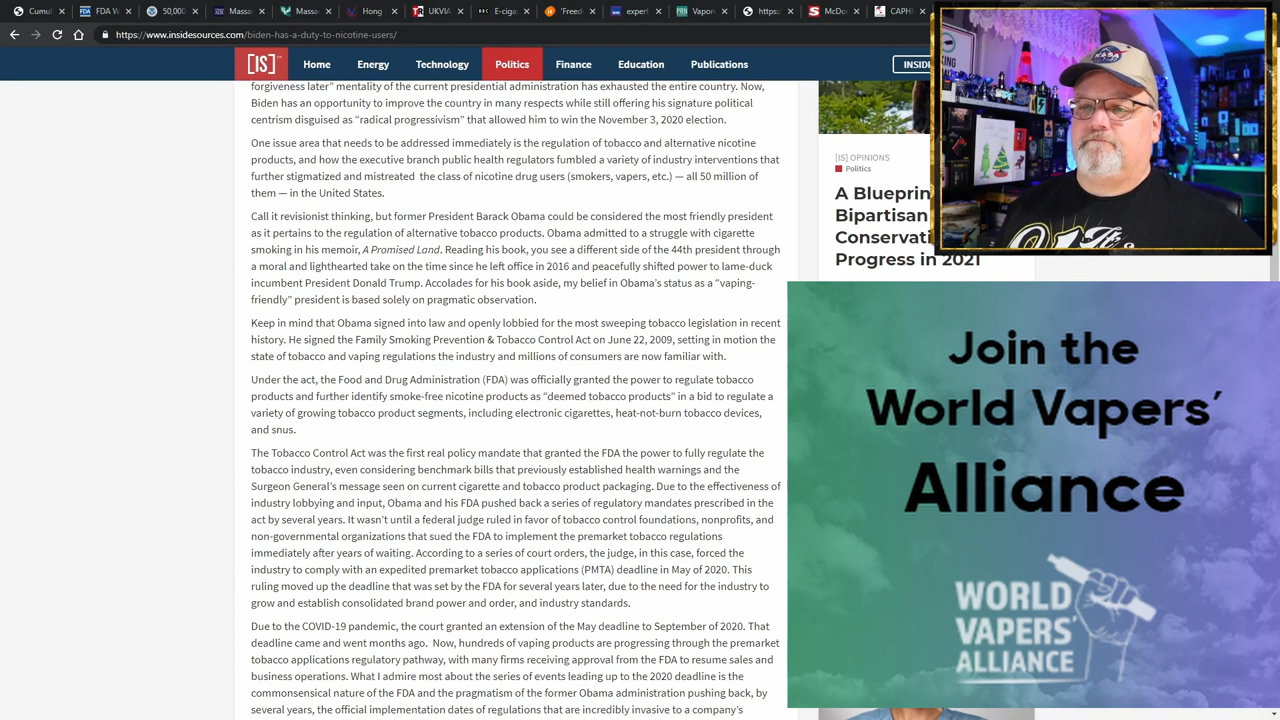 Cumul
FDA W
50,000
Masc
E-ciga
expert
PRN
Varen
https:
McDo
CAPH
https://www.insidesources.com/biden-has-a-duty-to-nicotine-users/
[IS]
Home
Energy
Technology
Politics
Finance
Education
Publications
later" mentality of the current presidential administration has exhausted the entire country. Now,
Biden has an opportunity to improve the country in many respects while still offering his signature political
centrism disguised as “redical progressivism” that allowed him to win the November 3, 2020 election.
One issue that needs to be addressed immediately is the regulation of tobacco and alternative nicotine
products, and how the executive branch public health regulators fumbled a variety of industry interventions that
further stigmatized and mistreated the class of nicotine drug users (smokers, vapers, etc.) — all 50 million of
them — in the United States.
Call it revisionist thinking, but former President Barack Obama could be considered the most friendly president
as it pertains to the regulation of alternative tobacco products. Obama admitted to a struggle with cigarette
smoking in his memoir, A Promised Land. Reading his book, you see a different side of the 44th president through
a moral and lighthearted take on the time since he left office in 2016 and peacefully shifted power to lame-duck
incumbent President Donald Trump. Accolades for his book aside, my belief in Obama’s status as a “vaping-
friendly” president is based solely on pragmatic observation.
Keep in mind that Obama signed into law and openly lobbied for the most sweeping tobacco legislation in recent
history. He signed the Family Smoking Prevention & Tobacco Control Act on June 22, 2009, setting in motion the
state of tobacco and vaping regulations the industry and millions of consumers are now familiar with.
Under the act, the Food and Drug Administration (FDA) was officially granted the power to regulate tobacco
products and further identify smoke-free nicotine products as “deemed tobacco products” in a bid to regulate a
variety of growing tobacco product segments, including electronic cigarettes, heat-not-burn tobacco devices,
and snus.
The Tobacco Control Act was the first real policy mandate that granted the FDA the power to fully regulate the
tobacco industry, even considering benchmark bills that previously established health warnings and the
Surgeon General’s message seen on current cigarette and tobacco product packaging. Due to the effectiveness of
industry lobbying and input, Obama and his FDA pushed back a series of regulatory mandates prescribed in the
act by several years. It wasn’t until a federal judge ruled in favor of tobacco control foundations, nonprofits, and
non-governmental organizations that sued the FDA to implement the premarket tobacco regulations
immediately after years of waiting. According to a series of court orders, the judge, in this case, forced the
industry to comply with an expedited premarket tobacco applications (PMTA) deadline in May of 2020. This
ruling moved up the deadline that was set by the FDA for several years later, due to the need for the industry to
grow and establish consolidated brand power and order, and industry standards.
Due to the COVID-19 pandemic, the court granted an extension of the May deadline to September of 2020. That
deadline came and went months ago. Now, hundreds of vaping products are progressing through the premarket
tobacco applications regulatory pathway, with many firms receiving approval from the FDA to resume sales and
but the series of events leading up to the 2020 deadline is the
commonsensical nature of the FDA and the pragmatism of the former Obama administration pushing back, by
several years, the official implementation dates of regulations that are incredibly invasive to a company’s
[IS] OPINIONS
Politics
Bipartisan
Progress in 2021
NASA
Join the
World Vapers’
Alliance
WORLD
VAPERS’
ALLIANCE